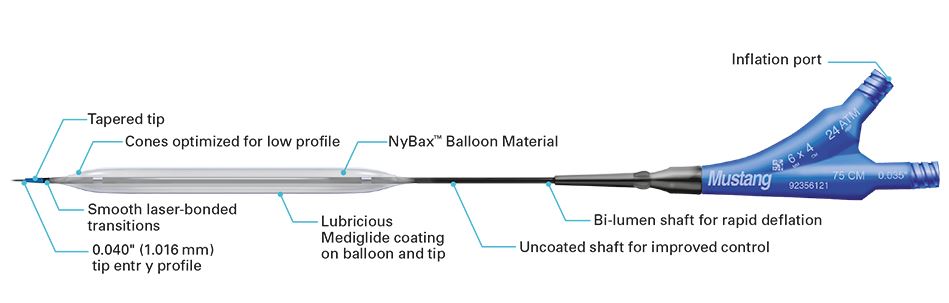 Inflation port
Tapered tip
Cones optimized for low profile
NyBax™ Balloon Material
24 ATM
6 x 4
Mustang
75 CM 0.035"
92356121
Smooth laser-bonded
transitions
0.040" (1.016 mm)
tip entr y profile
Lubricious
Mediglide coating
on balloon and tip
Bi-lumen shaft for rapid deflation
Uncoated shaft for improved control